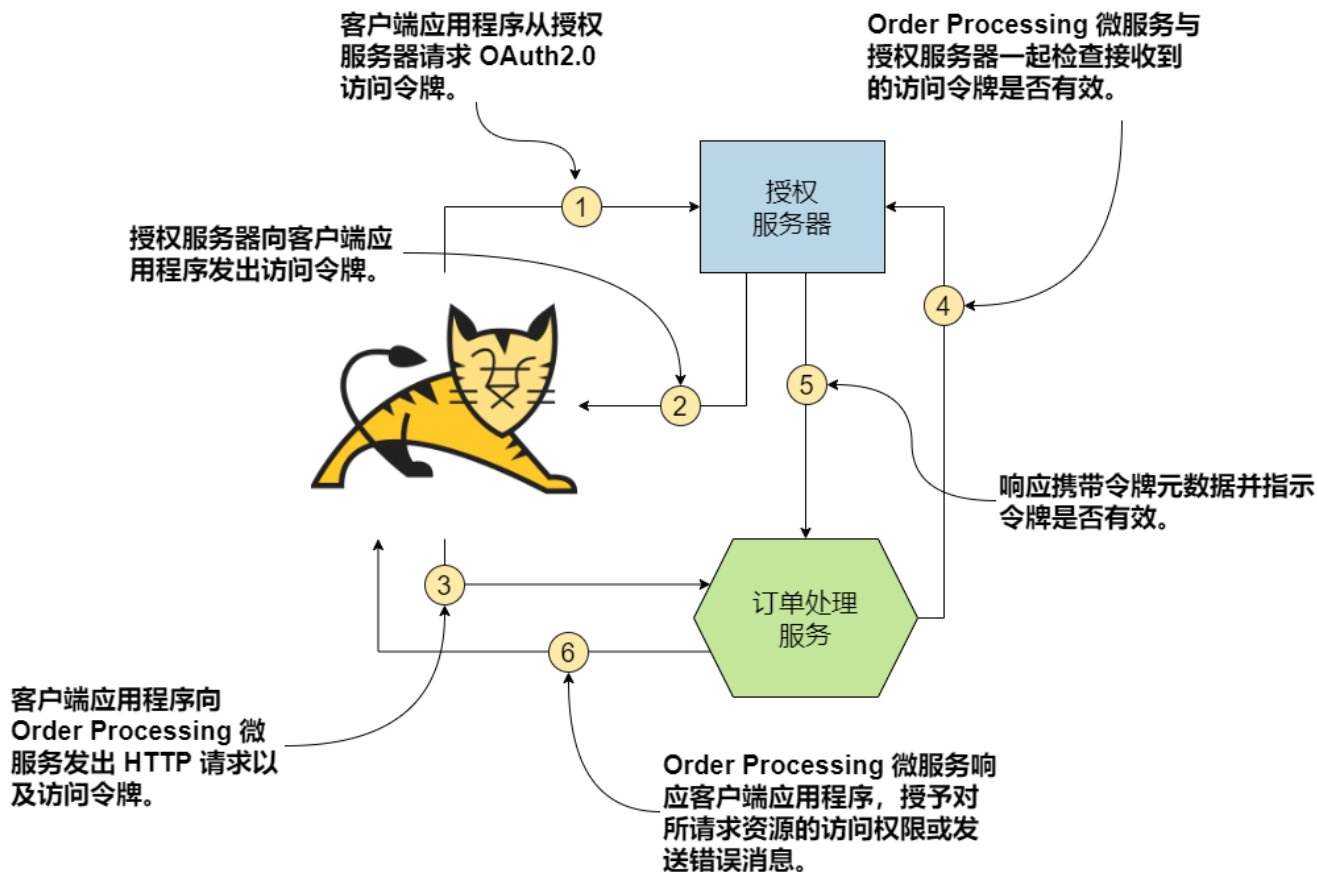 客户端应用程序从授权
服务器请求 OAuth2.0
访问令牌。
Order Processing 微服务与
授权服务器一起检查接收到
的访问令牌是否有效。
1
授权
服务器
授权服务器向客户端应
用程序发出访问令牌。
4
5
2
响应携带令牌元数据并指示
令牌是否有效。
3
订单处理
服务
6
客户端应用程序向
Order Processing 微
服务发出 HTTP 请求以
及访问令牌。
Order Processing 微服务响
应客户端应用程序，授予对
所请求资源的访问权限或发
送错误消息。